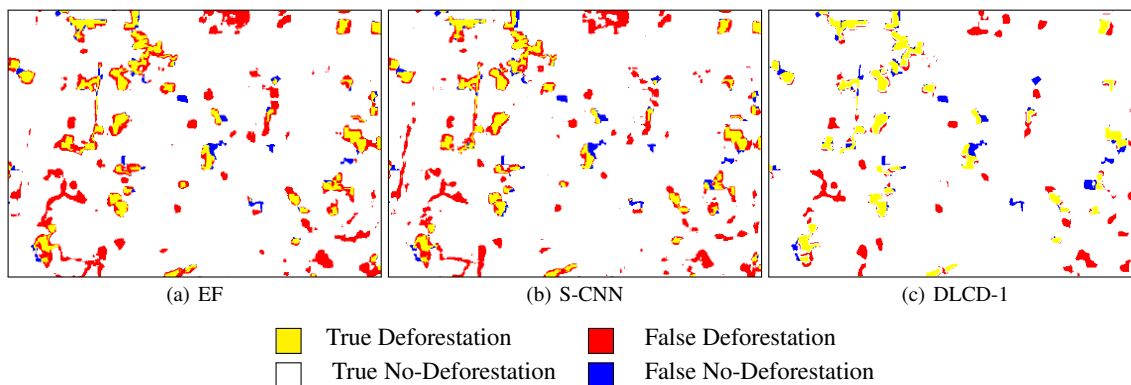 (a) EF
(b) S-CNN
(c) DLCD-1
True Deforestation
False Deforestation
True No-Deforestation
False No-Deforestation